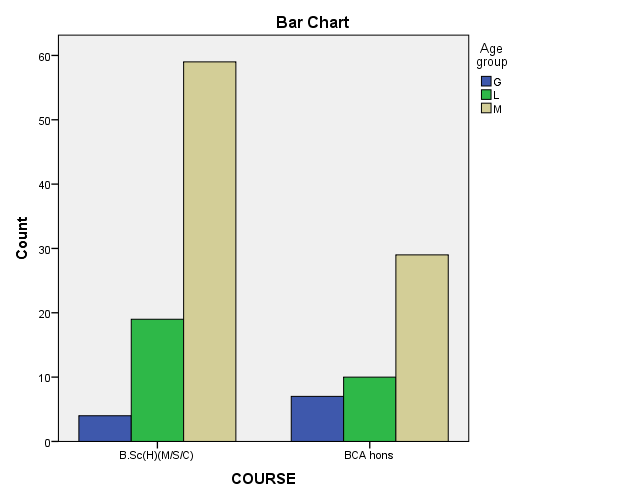 Bar Chart
Age
group
G
L
M
60
50
40
30
20
10
0
Count
B.Sc(H)(M/S/C)
BCA hons
COURSE